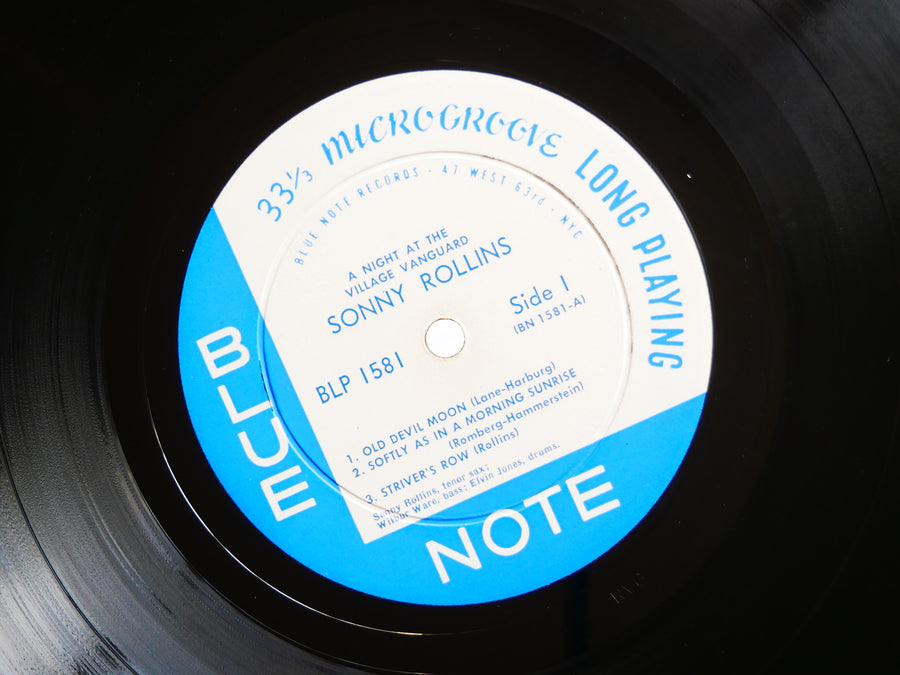 33⅓ MICROGROOVE LONG PLAYING
BLUE NOTE RECORDS · 47 WEST 63rd · NYC
A NIGHT AT THE
VILLAGE VANGUARD
SONNY ROLLINS
Side 1
(BN 1581-A)
BLP 1581
1. OLD DEVIL MOON (Lane-Harburg)
2. SOFTLY AS IN A MORNING SUNRISE
(Romberg-Hammerstein)
3. STRIVER'S ROW (Rollins)
Sonny Rollins, tenor sax;
Wilbur Ware, bass; Elvin Jones, drums.
BLUE
NOTE
RVG